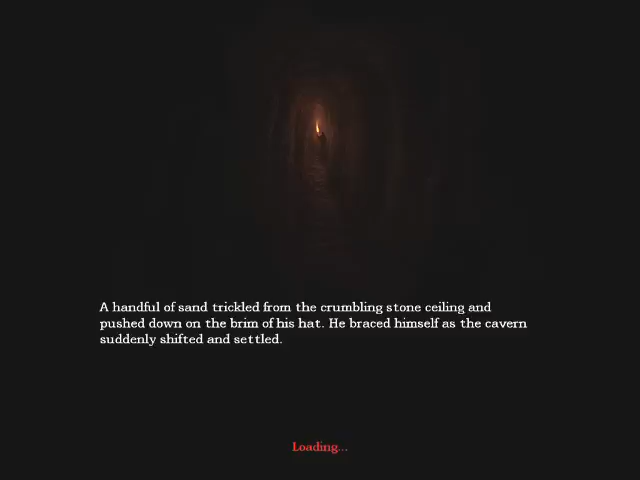 A handful of sand trickled from the crumbling stone ceiling and
pushed down on the brim of his hat. He braced himself as the cavern
suddenly shifted and settled.
Loading...